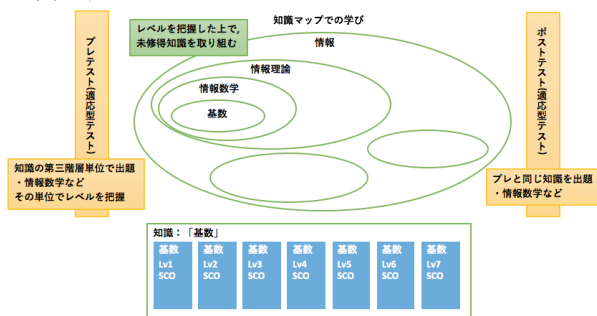 知識マップでの学び
レベルを把握した上で,
未修得知識を取り組む
情報
情報理論
情報数学
基数
プレテスト(適応型テスト)
知識の第三階層単位で出題
・情報数学など
その単位でレベルを把握
ポストテスト(適応型テスト)
プレと同じ知識を出題
・情報数学など
知識：「基数」
基数
Lv1
SCO
基数
Lv2
SCO
基数
Lv3
SCO
基数
Lv4
SCO
基数
Lv5
SCO
基数
Lv6
SCO
基数
Lv7
SCO